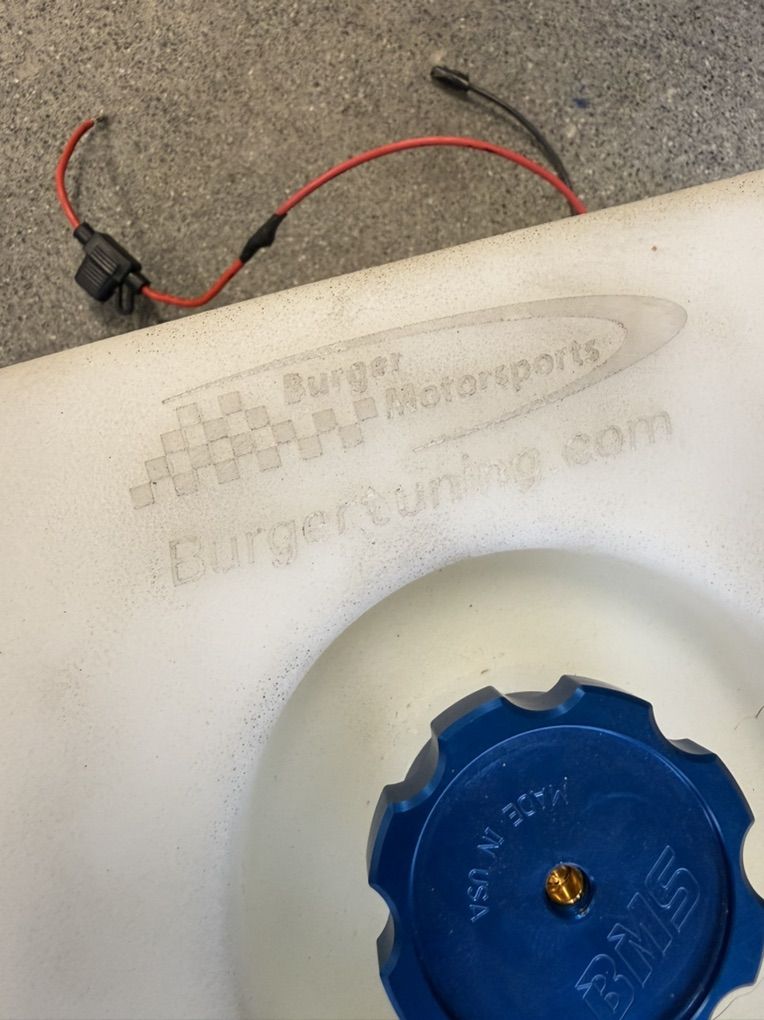 Burger
Motorsports
Burgertuning.com
MADE IN USA
BMS